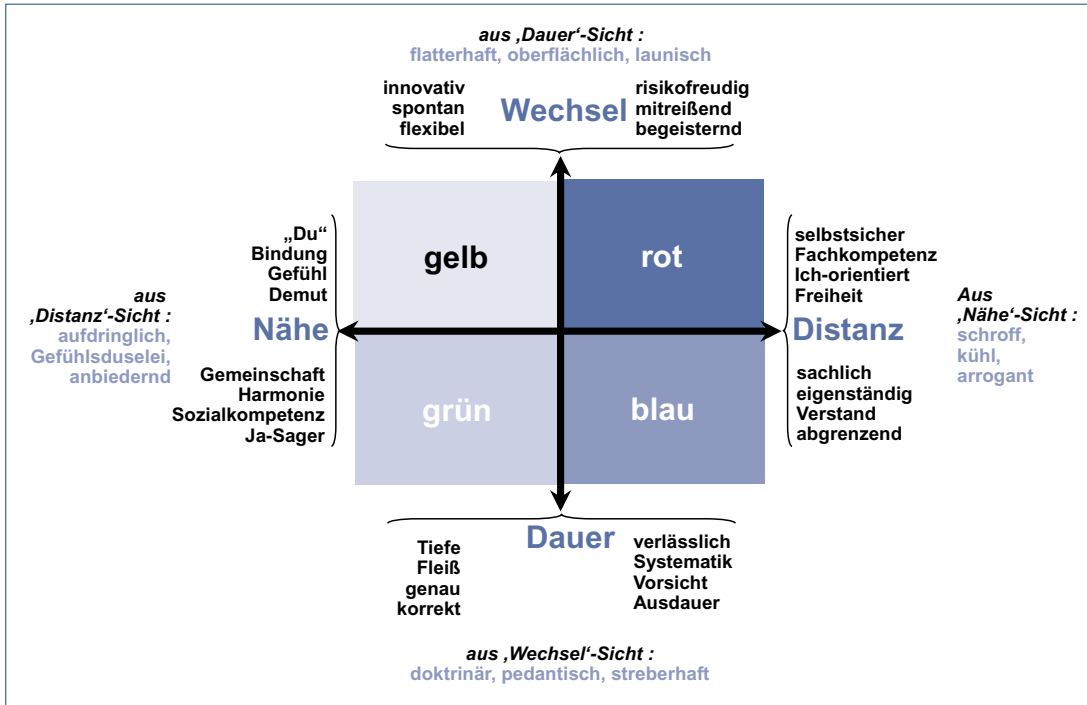 aus ‚Dauer‘-Sicht :
flatterhaft, oberflächlich, launisch
innovativ
spontan
flexibel
Wechsel
risikofreudig
mitreißend
begeisternd
gelb
rot
„Du“
Bindung
Gefühl
Demut
Nähe
Gemeinschaft
Harmonie
Sozialkompetenz
Ja-Sager
aus
‚Distanz‘-Sicht :
aufdringlich,
Gefühlsduselei,
anbiedernd
selbstsicher
Fachkompetenz
Ich-orientiert
Freiheit
Distanz
sachlich
eigenständig
Verstand
abgrenzend
Aus
‚Nähe‘-Sicht :
schroff,
kühl,
arrogant
grün
blau
Tiefe
Fleiß
genau
korrekt
Dauer
verlässlich
Systematik
Vorsicht
Ausdauer
aus ‚Wechsel‘-Sicht :
doktrinär, pedantisch, streberhaft